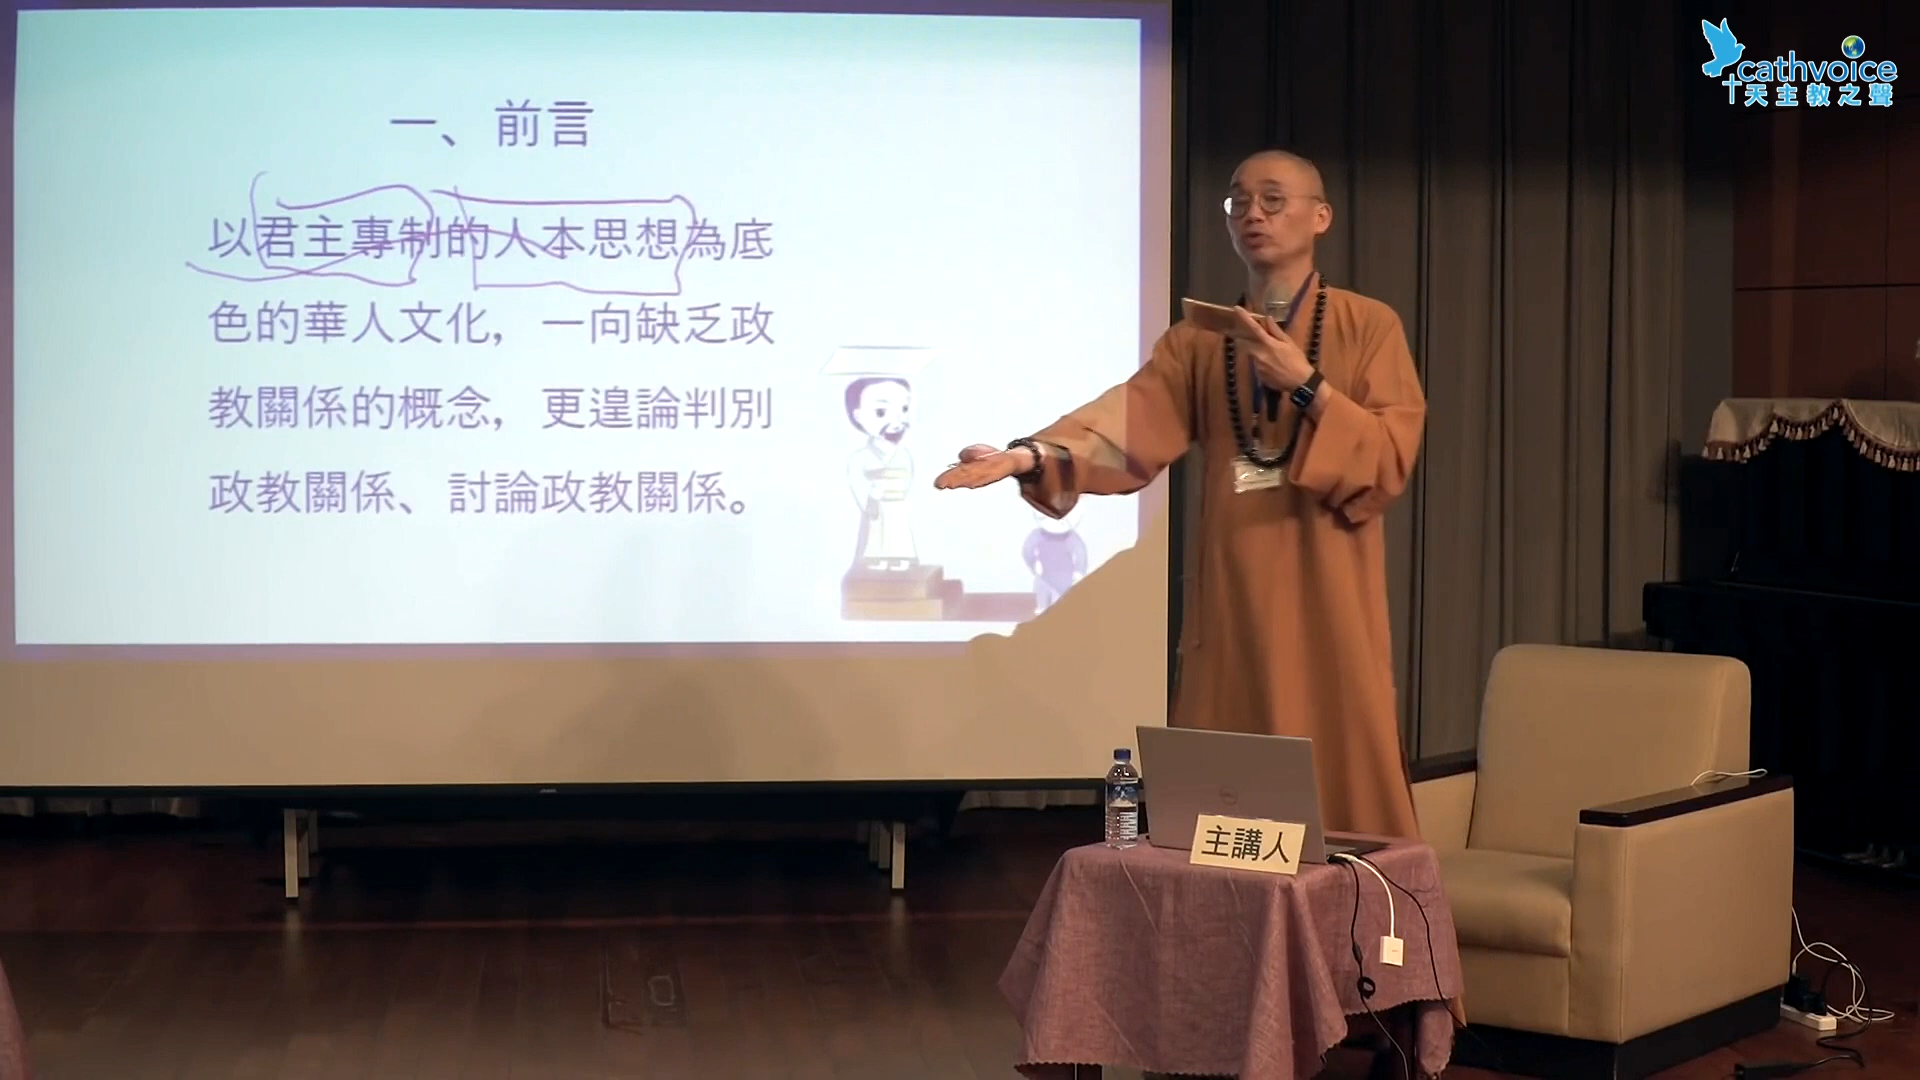 一、前言
以君主專制的人本思想為底
色的華人文化，一向缺乏政
教關係的概念，更遑論判別
政教關係、討論政教關係。
cathvoice
天主教之聲
主講人